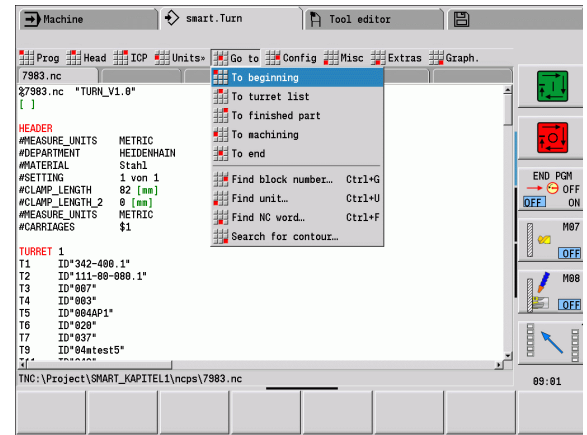 Machine smart.Turn Tool editor
Prog Head ICP Units» Go to Config Misc Extras Graph.
7983.nc
%7983.nc "TURN_V1.0"
[ ]
HEADER
#MEASURE_UNITS METRIC
#DEPARTMENT HEIDENHAIN
#MATERIAL Stahl
#SETTING 1 von 1
#CLAMP_LENGTH 82 [mm]
#CLAMP_LENGTH_2 0 [mm]
#MEASURE_UNITS METRIC
#CARRIAGES $1
TURRET 1
T1 ID"342-400.1"
T2 ID"111-80-080.1"
T3 ID"007"
T4 ID"003"
T5 ID"004AP1"
T6 ID"020"
T7 ID"037"
T9 ID"04mtest5"
To beginning
To turret list
To finished part
To machining
To end
Find block number… Ctrl+G
Find unit… Ctrl+U
Find NC word… Ctrl+F
Search for contour…
TNC:\Project\SMART_KAPITEL1\ncps\7983.nc
END PGM
OFF
OFF ON
M07
OFF
M08
OFF
09:01